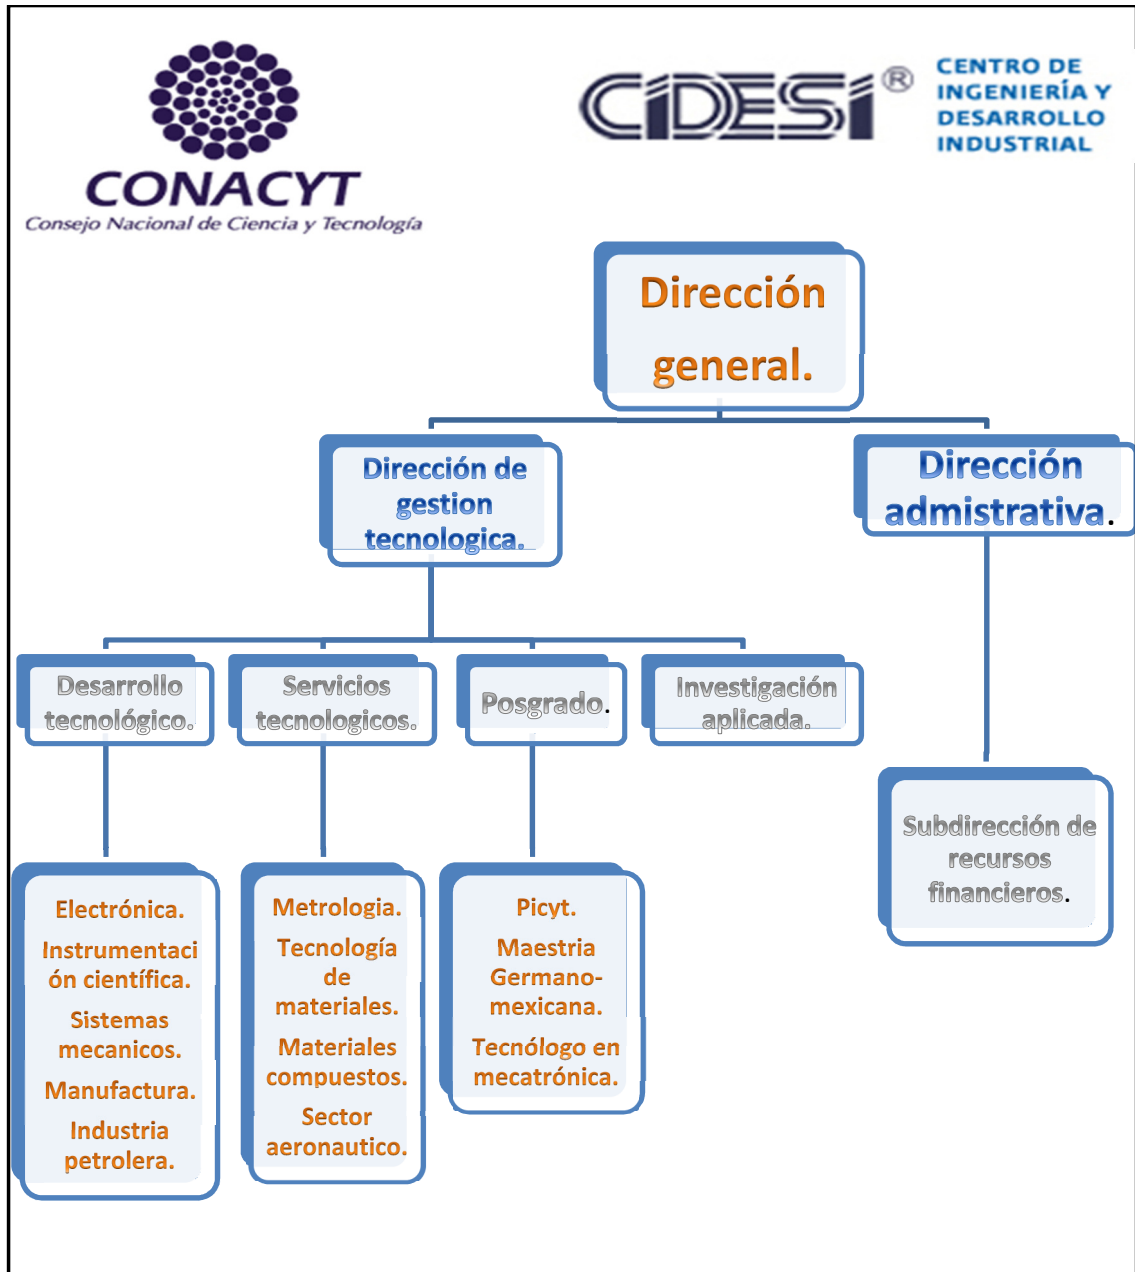 CONACYT
Consejo Nacional de Ciencia y Tecnología
CiDESi®
CENTRO DE
INGENIERÍA Y
DESARROLLO
INDUSTRIAL
Dirección
general.
Dirección de
gestion
tecnologica.
Dirección
admistrativa.
Desarrollo
tecnológico.
Servicios
tecnologicos.
Posgrado.
Investigación
aplicada.
Subdirección de
recursos
financieros.
Electrónica.
Instrumentaci
ón científica.
Sistemas
mecanicos.
Manufactura.
Industria
petrolera.
Metrologia.
Tecnología
de
materiales.
Materiales
compuestos.
Sector
aeronautico.
Picyt.
Maestria
Germano-
mexicana.
Tecnólogo en
mecatrónica.